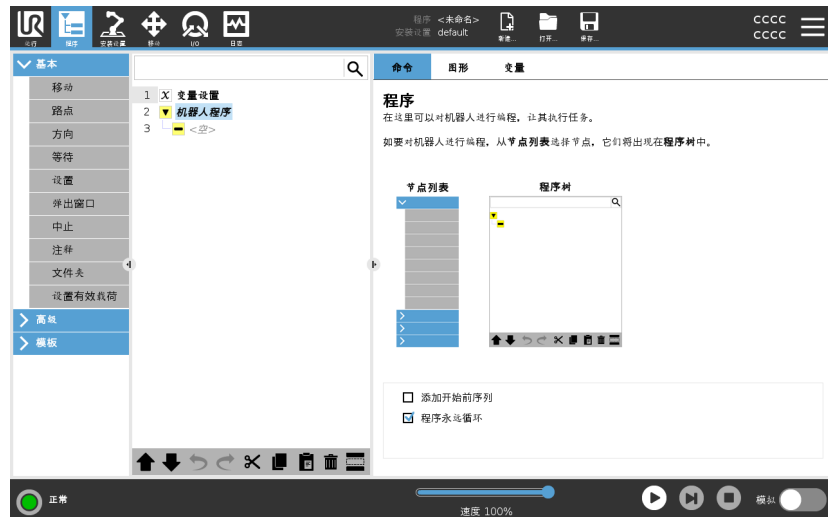 程序 <未命名>
安装设置 default
CCCC
CCCC
UR
运行
程序
安装设置
移动
I/O
日志
新建...
打开...
保存...
基本
移动
路点
方向
等待
设置
弹出窗口
中止
注释
文件夹
设置有效载荷
高级
模板
1 X 变量设置
2 机器人程序
3 <空>
命令 图形 变量
程序
在这里可以对机器人进行编程，让其执行任务。
如要对机器人进行编程，从节点列表选择节点，它们将出现在程序树中。
节点列表
程序树
添加开始前序列
程序永远循环
正常
速度 100%
模拟